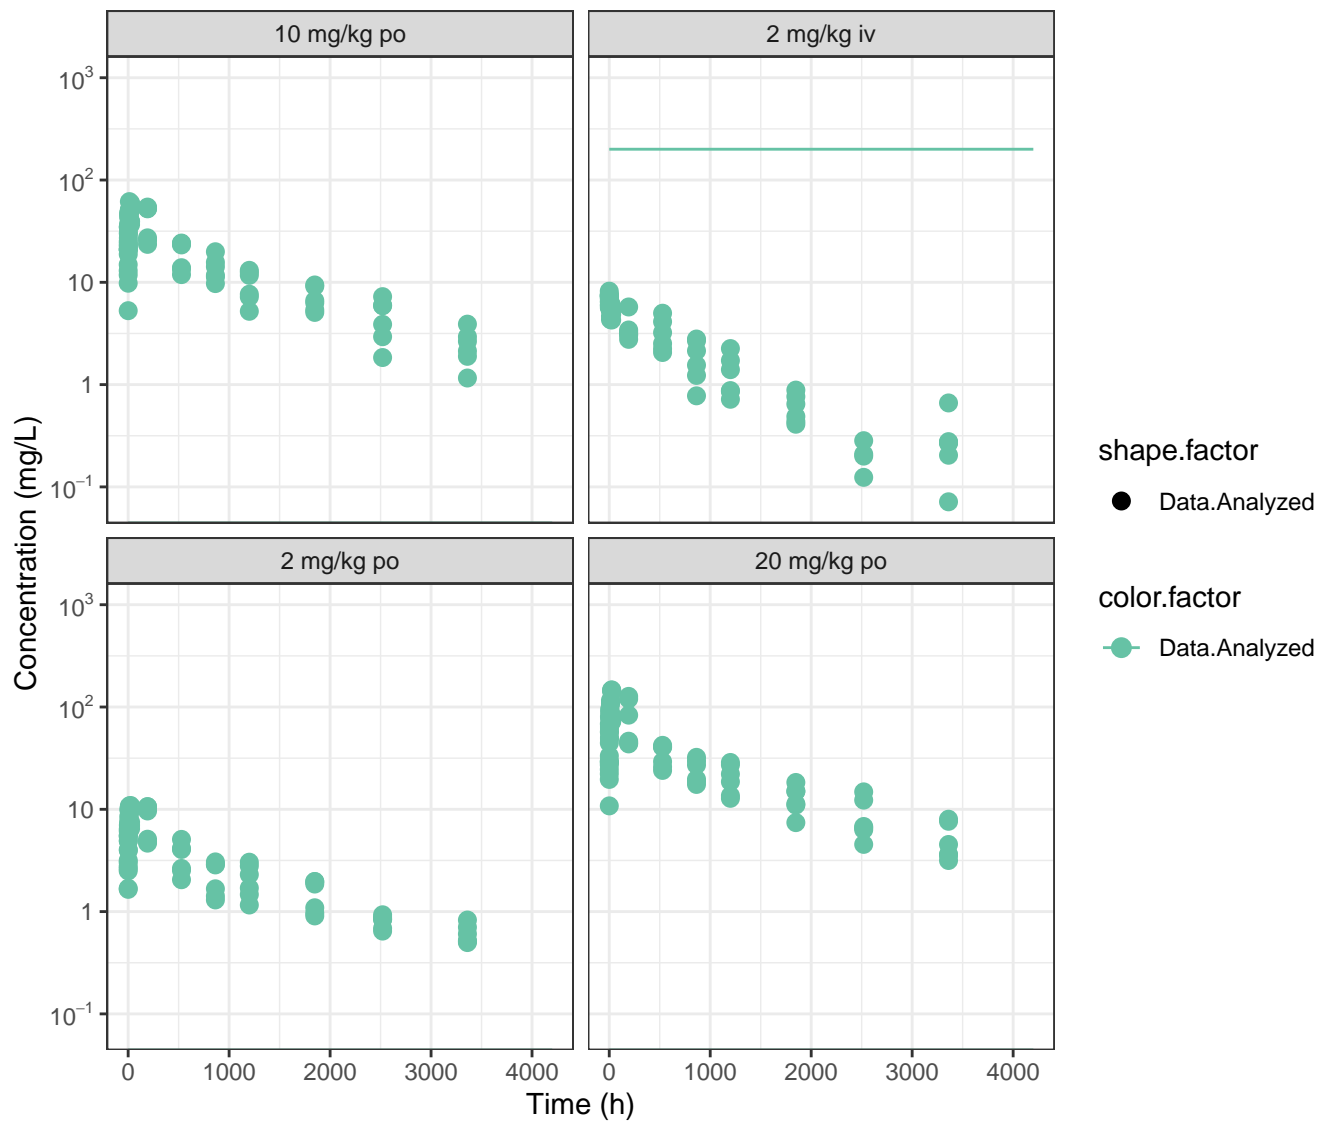 10 mg/kg po
2 mg/kg iv
10³
10²
10
1
10⁻¹
2 mg/kg po
20 mg/kg po
10³
10²
10
1
10⁻¹
0 1000 2000 3000 4000
0 1000 2000 3000 4000
Time (h)
Concentration (mg/L)
shape.factor
Data.Analyzed
color.factor
Data.Analyzed